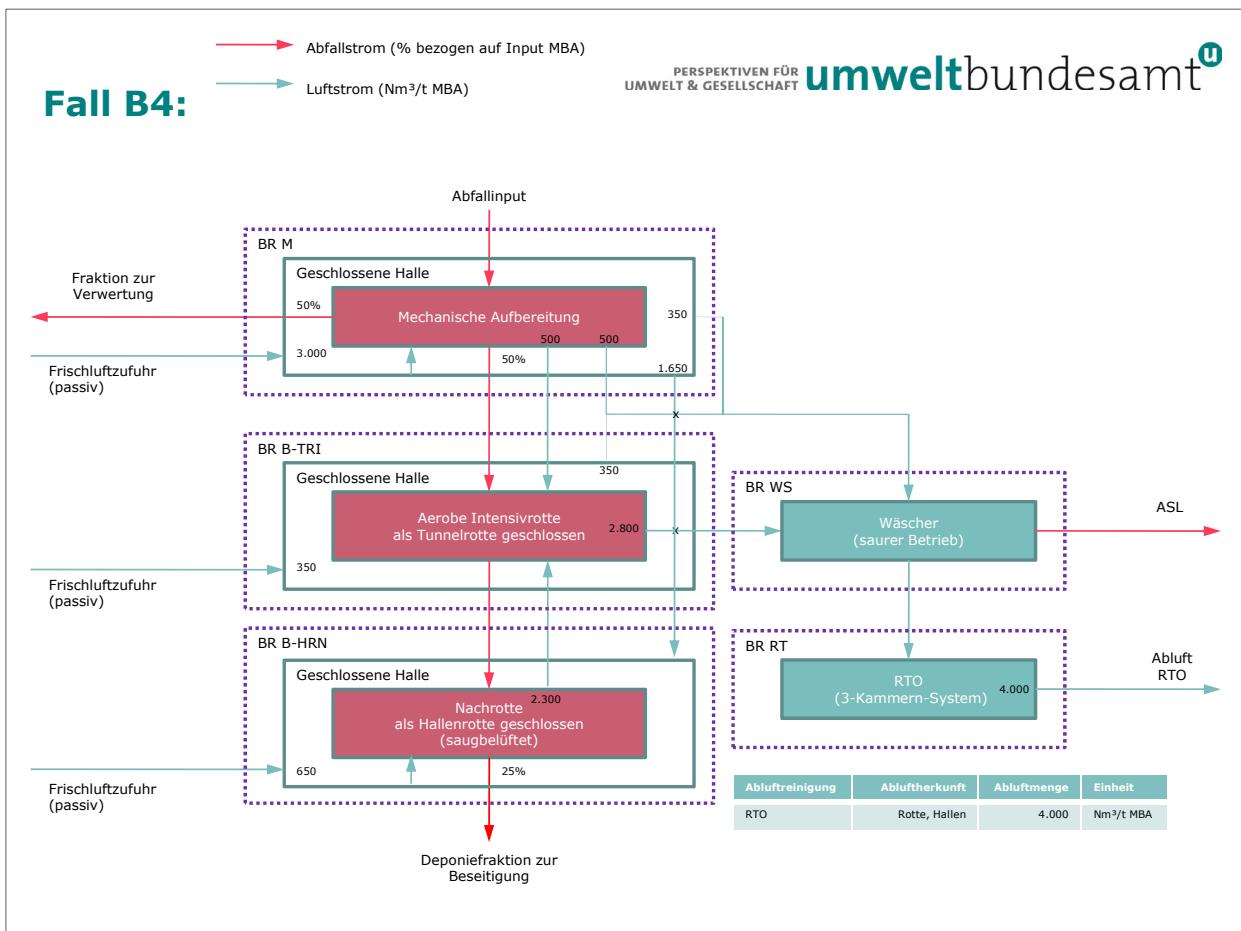 Abfallstrom (% bezogen auf Input MBA)
Luftstrom (Nm³/t MBA)
Fall B4:
PERSPEKTIVEN FÜR
UMWELT & GESELLSCHAFT
umweltbundesamt
u
Abfallinput
BR M
Geschlossene Halle
Fraktion zur
Verwertung
50%
Mechanische Aufbereitung
350
500
500
3.000
50%
1.650
Frischluftzufuhr
(passiv)
x
BR B-TRI
350
Geschlossene Halle
BR WS
Aerobe Intensivrotte
als Tunnelrotte geschlossen
2.800
x
Wäscher
(saurer Betrieb)
ASL
350
Frischluftzufuhr
(passiv)
BR B-HRN
BR RT
Geschlossene Halle
2.300
Nachrotte
als Hallenrotte geschlossen
(saugbelüftet)
RTO
(3-Kammern-System)
4.000
Abluft
RTO
650
25%
Frischluftzufuhr
(passiv)
Abluftreinigung Abluftherkunft Abluftmenge Einheit
RTO Rotte, Hallen 4.000 Nm³/t MBA
Deponiefraktion zur
Beseitigung